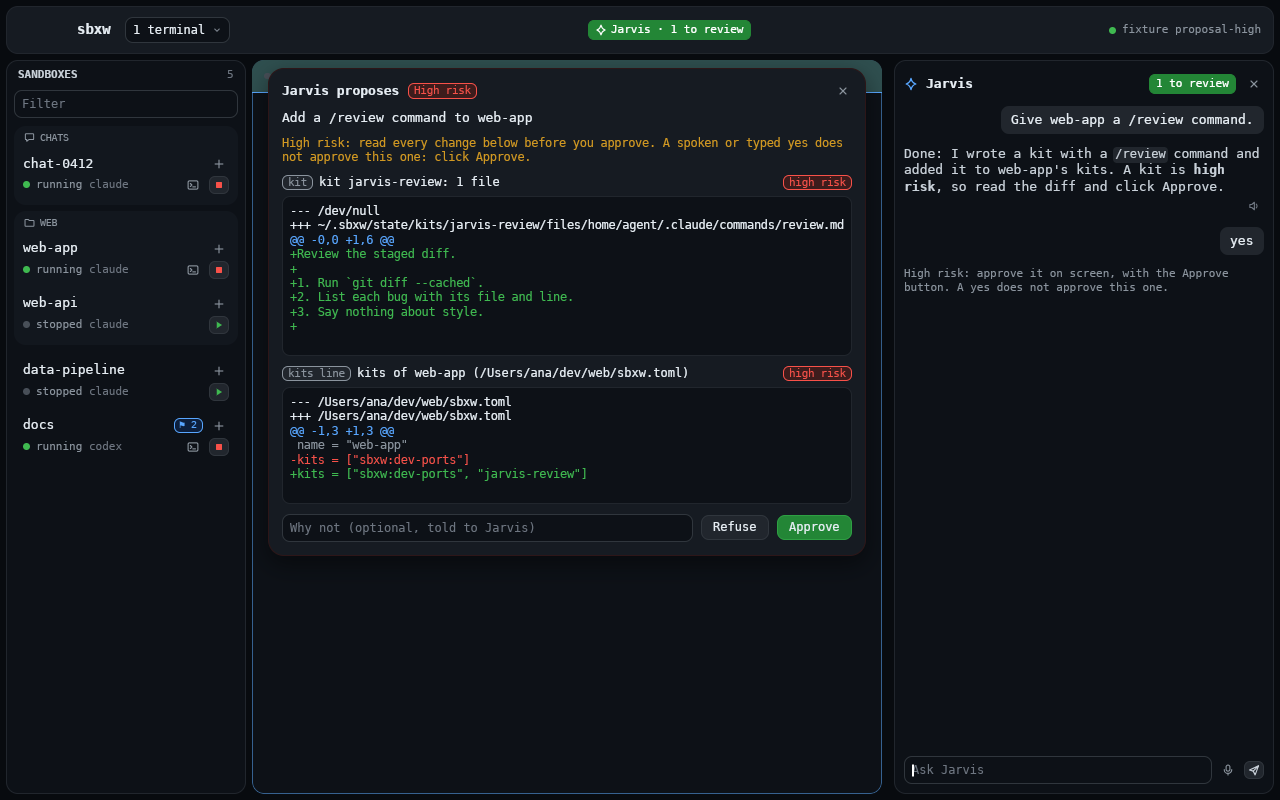 sbxw
1 terminal
Jarvis · 1 to review
fixture proposal-high
SANDBOXES 5
Filter
CHATS
chat-0412
running claude
WEB
web-app
running claude
web-api
stopped claude
data-pipeline
stopped claude
docs 2
running codex
Jarvis proposes High risk
Add a /review command to web-app
High risk: read every change below before you approve. A spoken or typed yes does
not approve this one: click Approve.
kit kit jarvis-review: 1 file high risk
--- /dev/null
+++ ~/.sbxw/state/kits/jarvis-review/files/home/agent/.claude/commands/review.md
@@ -0,0 +1,6 @@
+Review the staged diff.
+
+1. Run `git diff --cached`.
+2. List each bug with its file and line.
+3. Say nothing about style.
+
kits line kits of web-app (/Users/ana/dev/web/sbxw.toml) high risk
--- /Users/ana/dev/web/sbxw.toml
+++ /Users/ana/dev/web/sbxw.toml
@@ -1,3 +1,3 @@
name = "web-app"
-kits = ["sbxw:dev-ports"]
+kits = ["sbxw:dev-ports", "jarvis-review"]
Why not (optional, told to Jarvis)
Refuse
Approve
Jarvis
1 to review
Give web-app a /review command.
Done: I wrote a kit with a /review command and
added it to web-app's kits. A kit is high
risk, so read the diff and click Approve.
yes
High risk: approve it on screen, with the Approve
button. A yes does not approve this one.
Ask Jarvis